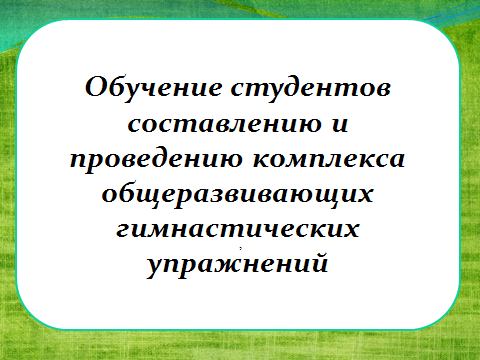 Обучение студентов
составлению и
проведению комплекса
общеразвивающих
гимнастических
,
упражнений